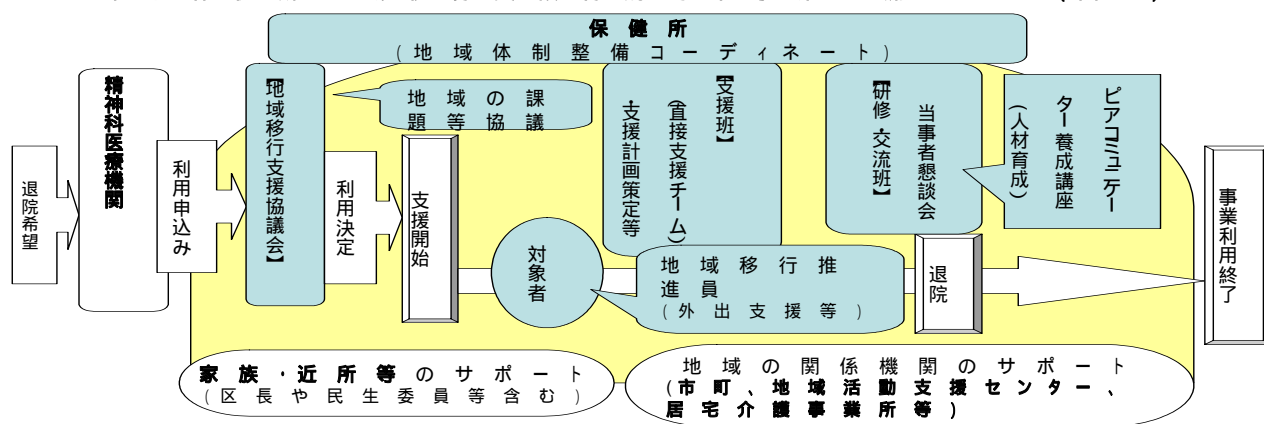 保健所
(地域体制整備コーディネート)
退院希望
精神科医療機関
利用申込み
【地域移行支援協議会】
地域の課
題等協議
利用決定
支援開始
対象者
【支援班】
(直接支援チーム)
支援計画策定等
地域移行推
進員
(外出支援等)
【研修・交流班】
当事者懇談会
ピアコミュニケー
ター養成講座
(人材育成)
退院
事業利用終了
家族・近所等のサポート
(区長や民生委員等含む)
地域の関係機関のサポート
(市町、地域活動支援センター、
居宅介護事業所等)